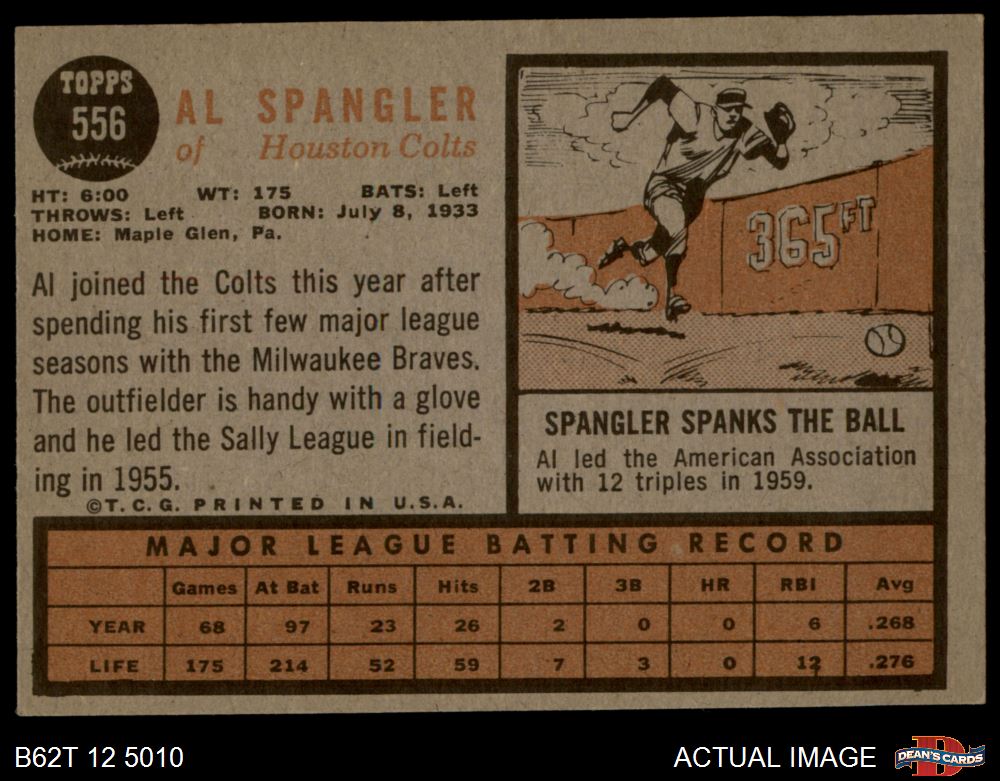 TOPPS
556
AL SPANGLER
of Houston Colts
HT: 6:00 WT: 175 BATS: Left
THROWS: Left BORN: July 8, 1933
HOME: Maple Glen, Pa.
Al joined the Colts this year after
spending his first few major league
seasons with the Milwaukee Braves.
The outfielder is handy with a glove
and he led the Sally League in field-
ing in 1955.
©T.C.G. PRINTED IN U.S.A.
365FT
SPANGLER SPANKS THE BALL
Al led the American Association
with 12 triples in 1959.
MAJOR LEAGUE BATTING RECORD
Games At Bat Runs Hits 2B 3B HR RBI Avg
YEAR 68 97 23 26 2 0 0 6 .268
LIFE 175 214 52 59 7 3 0 12 .276
B62T 12 5010
ACTUAL IMAGE
D
DEAN'S CARDS